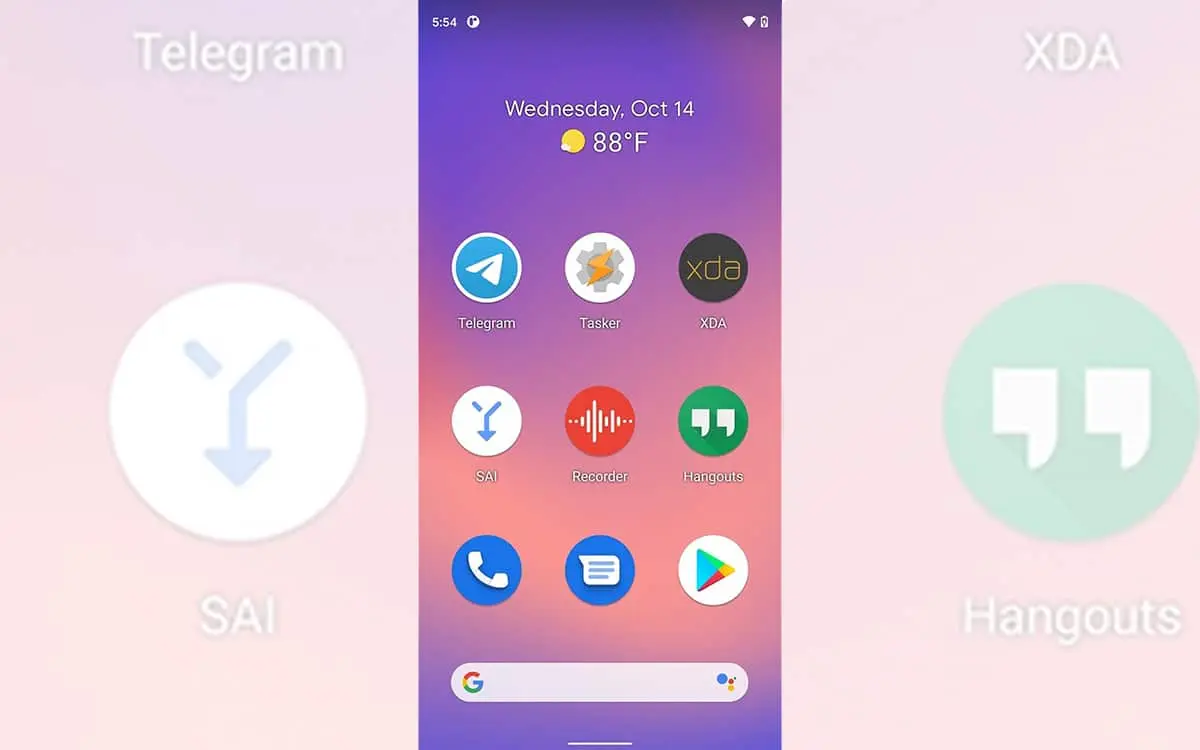 Telegram
XDA
5:54
Wednesday, Oct 14
88°F
xda
Telegram
Tasker
XDA
SAI
Recorder
Hangouts
SAI
Hangouts
G